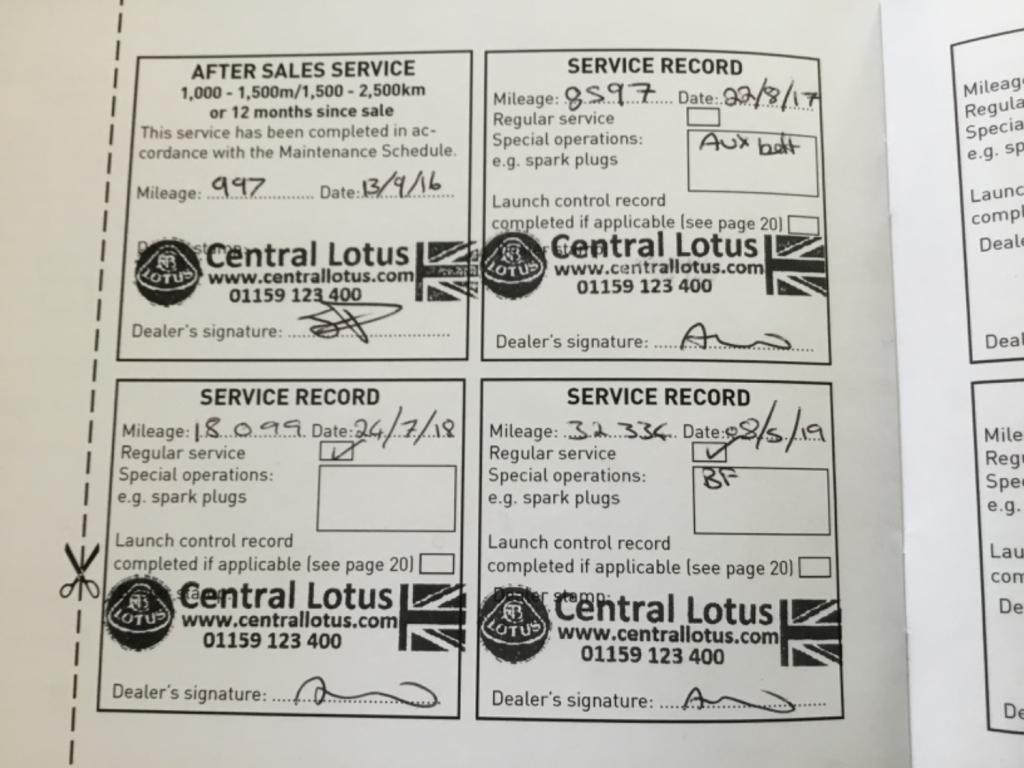 AFTER SALES SERVICE
1,000 - 1,500m/1,500 - 2,500km
or 12 months since sale
This service has been completed in ac-
cordance with the Maintenance Schedule.
Mileage: 997 Date: 13/9/16
LOTUS
Central Lotus
www.centrallotus.com
01159 123 400
Dealer's signature:
SERVICE RECORD
Mileage: 8597 Date: 22/8/17
Regular service
Special operations: Aux belt
e.g. spark plugs
Launch control record
completed if applicable (see page 20)
LOTUS
Central Lotus
www.centrallotus.com
01159 123 400
Dealer's signature:
SERVICE RECORD
Mileage: 18099 Date: 24/7/18
Regular service
Special operations:
e.g. spark plugs
Launch control record
completed if applicable (see page 20)
LOTUS
Central Lotus
www.centrallotus.com
01159 123 400
Dealer's signature:
SERVICE RECORD
Mileage: 32334 Date: 08/5/19
Regular service
Special operations: BF
e.g. spark plugs
Launch control record
completed if applicable (see page 20)
Dealer stamp:
LOTUS
Central Lotus
www.centrallotus.com
01159 123 400
Dealer's signature: